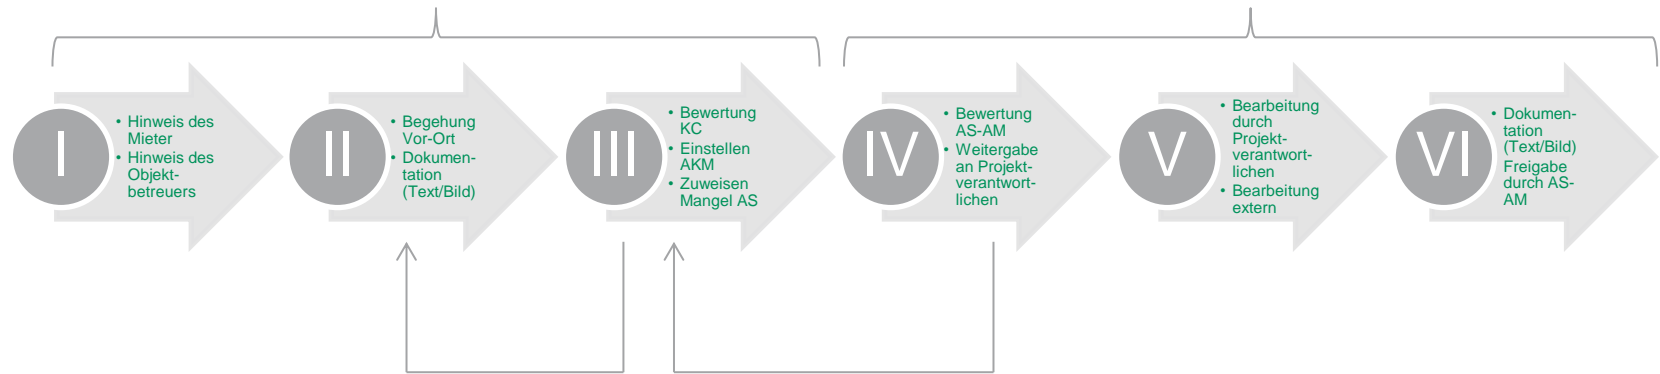 I
• Hinweis des
Mieter
• Hinweis des
Objekt-
betreuers
II
• Begehung
Vor-Ort
• Dokumen-
tation
(Text/Bild)
III
• Bewertung
KC
• Einstellen
AKM
• Zuweisen
Mangel AS
IV
• Bewertung
AS-AM
• Weitergabe
an Projekt-
verantwort-
lichen
V
• Bearbeitung
durch
Projekt-
verantwort-
lichen
• Bearbeitung
extern
VI
• Dokumen-
tation
(Text/Bild)
Freigabe
durch AS-
AM